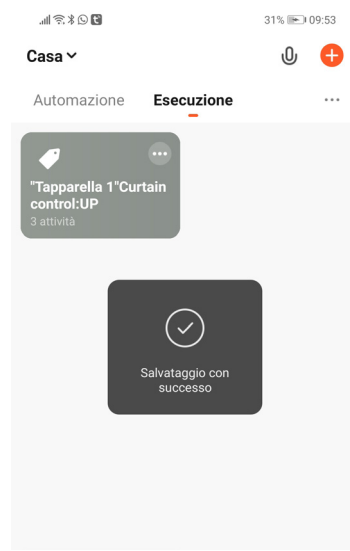 31% 09:53
Casa
Automazione Esecuzione
"Tapparella 1"Curtain
control:UP
3 attività
Salvataggio con
successo